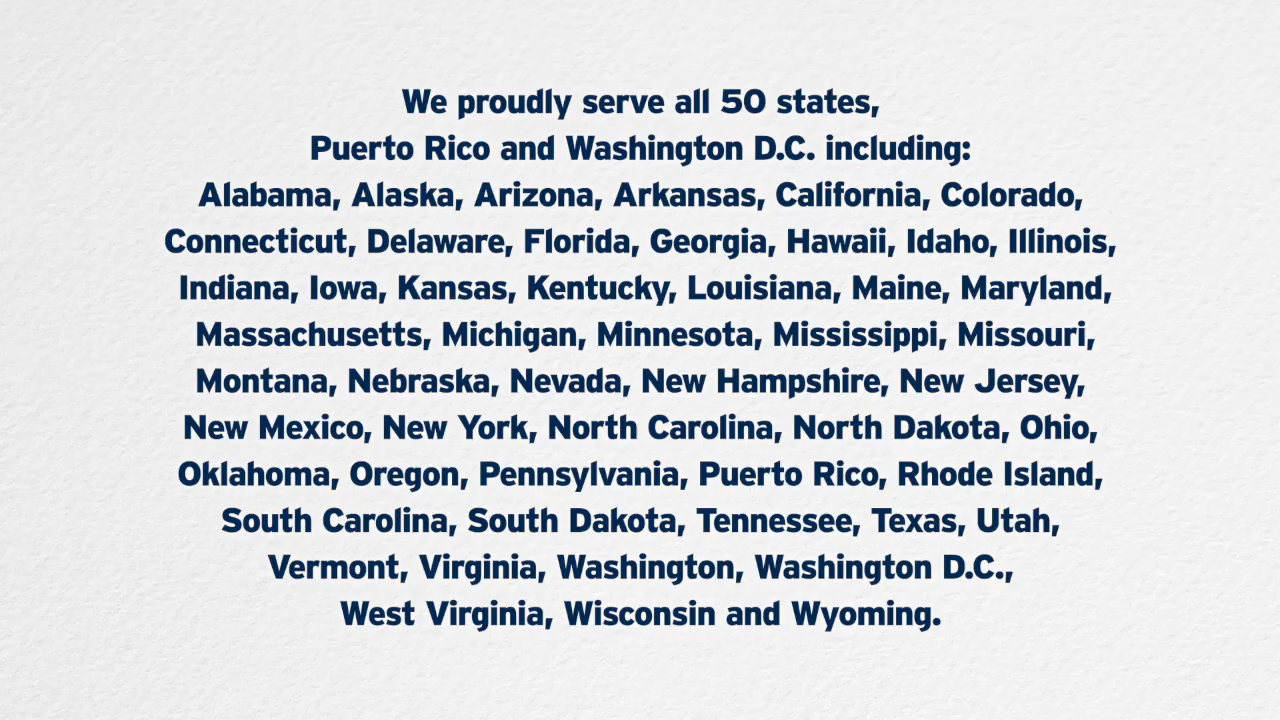 We proudly serve all 50 states,
Puerto Rico and Washington D.C. including:
Alabama, Alaska, Arizona, Arkansas, California, Colorado,
Connecticut, Delaware, Florida, Georgia, Hawaii, Idaho, Illinois,
Indiana, Iowa, Kansas, Kentucky, Louisiana, Maine, Maryland,
Massachusetts, Michigan, Minnesota, Mississippi, Missouri,
Montana, Nebraska, Nevada, New Hampshire, New Jersey,
New Mexico, New York, North Carolina, North Dakota, Ohio,
Oklahoma, Oregon, Pennsylvania, Puerto Rico, Rhode Island,
South Carolina, South Dakota, Tennessee, Texas, Utah,
Vermont, Virginia, Washington, Washington D.C.,
West Virginia, Wisconsin and Wyoming.